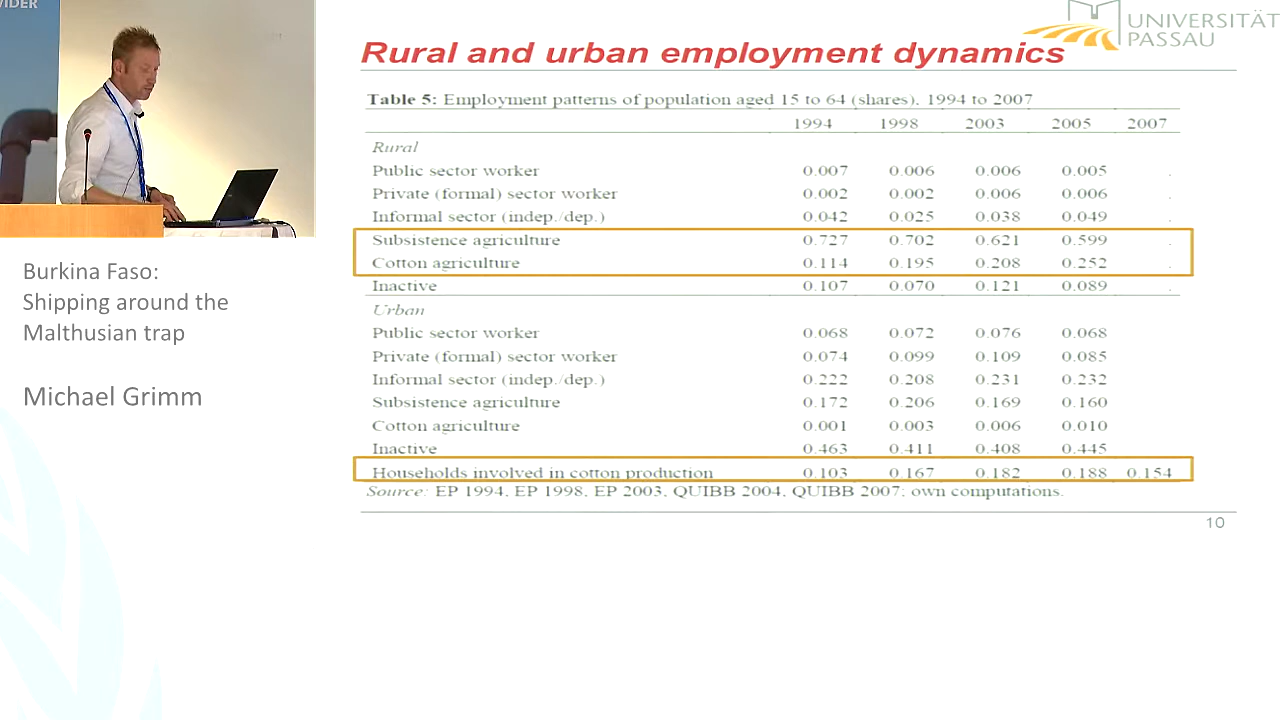 VIDER
UNIVERSITÄT
PASSAU
Rural and urban employment dynamics
Table 5: Employment patterns of population aged 15 to 64 (shares), 1994 to 2007
1994 1998 2003 2005 2007
Rural
Public sector worker 0.007 0.006 0.006 0.005 .
Private (formal) sector worker 0.002 0.002 0.006 0.006 .
Informal sector (indep./dep.) 0.042 0.025 0.038 0.049 .
Subsistence agriculture 0.727 0.702 0.621 0.599 .
Cotton agriculture 0.114 0.195 0.208 0.252 .
Inactive 0.107 0.070 0.121 0.089 .
Urban
Public sector worker 0.068 0.072 0.076 0.068
Private (formal) sector worker 0.074 0.099 0.109 0.085
Informal sector (indep./dep.) 0.222 0.208 0.231 0.232
Subsistence agriculture 0.172 0.206 0.169 0.160
Cotton agriculture 0.001 0.003 0.006 0.010
Inactive 0.463 0.411 0.408 0.445
Households involved in cotton production 0.103 0.167 0.182 0.188 0.154
Source: EP 1994, EP 1998, EP 2003, QUIBB 2004, QUIBB 2007; own computations.
10
Burkina Faso:
Shipping around the
Malthusian trap
Michael Grimm